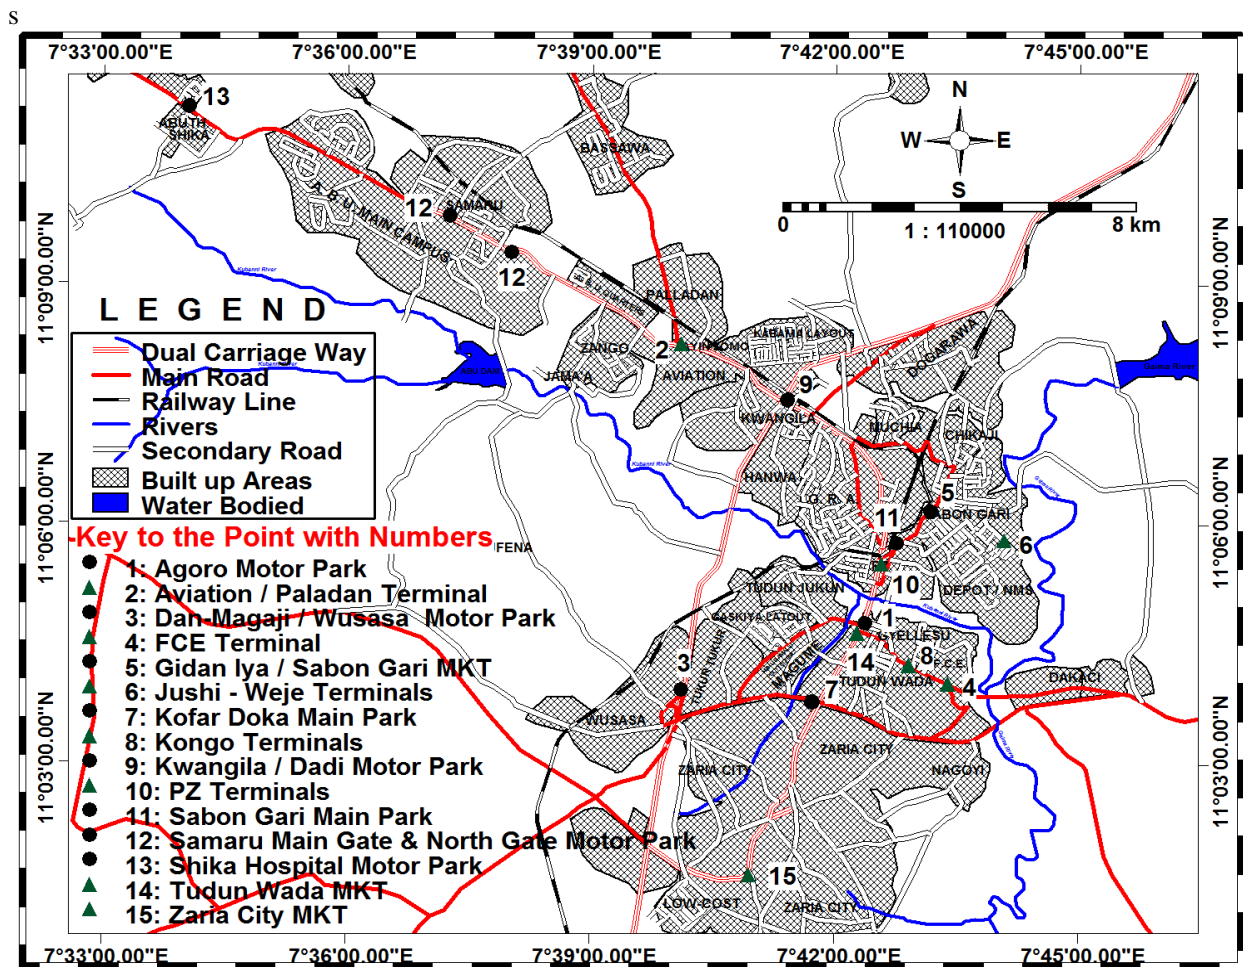 s
7°33'00.00"E 7°36'00.00"E 7°39'00.00"E 7°42'00.00"E 7°45'00.00"E
13
ABUTH
SHIKA
BASSAWA
N
W E
S
12
SAMARU
A. B. U. MAIN CAMPUS
0 8 km
1 : 110000
11°09'00.00"N
11°09'00.00"N
12
Kubanni River
PALLADAN
L E G E N D
KABAMA LAYOUT
DOGARAWA
ZANGO
2
Dual Carriage Way
Main Road
Railway Line
Rivers
Secondary Road
Built up Areas
Water Bodied
Kubanni River
JAMA'A
AVIATION
9
KWANGILA
MUCHIA
CHIKAJI
HANWA
Kubanni River
G. R. A.
5
11
11°06'00.00"N
11°06'00.00"N
6
Key to the Point with Numbers
10
TUDUN JUKUN
DEPOT / NMS
GASKIYA LAYOUT
1
GYELLESU
1: Agoro Motor Park
2: Aviation / Paladan Terminal
3: Dan-Magaji / Wusasa Motor Park
4: FCE Terminal
5: Gidan Iya / Sabon Gari MKT
6: Jushi - Weje Terminals
7: Kofar Doka Main Park
8: Kongo Terminals
9: Kwangila / Dadi Motor Park
10: PZ Terminals
11: Sabon Gari Main Park
12: Samaru Main Gate & North Gate Motor Park
13: Shika Hospital Motor Park
14: Tudun Wada MKT
15: Zaria City MKT
3
TUKUR TUKUR
MAGUME
14
8
F.C.E.
4
TUDUN WADA
DAKACI
7
WUSASA
ZARIA CITY
ZARIA CITY
NAGOYI
11°03'00.00"N
11°03'00.00"N
15
LOW-COST
ZARIA CITY
7°33'00.00"E 7°36'00.00"E 7°39'00.00"E 7°42'00.00"E 7°45'00.00"E